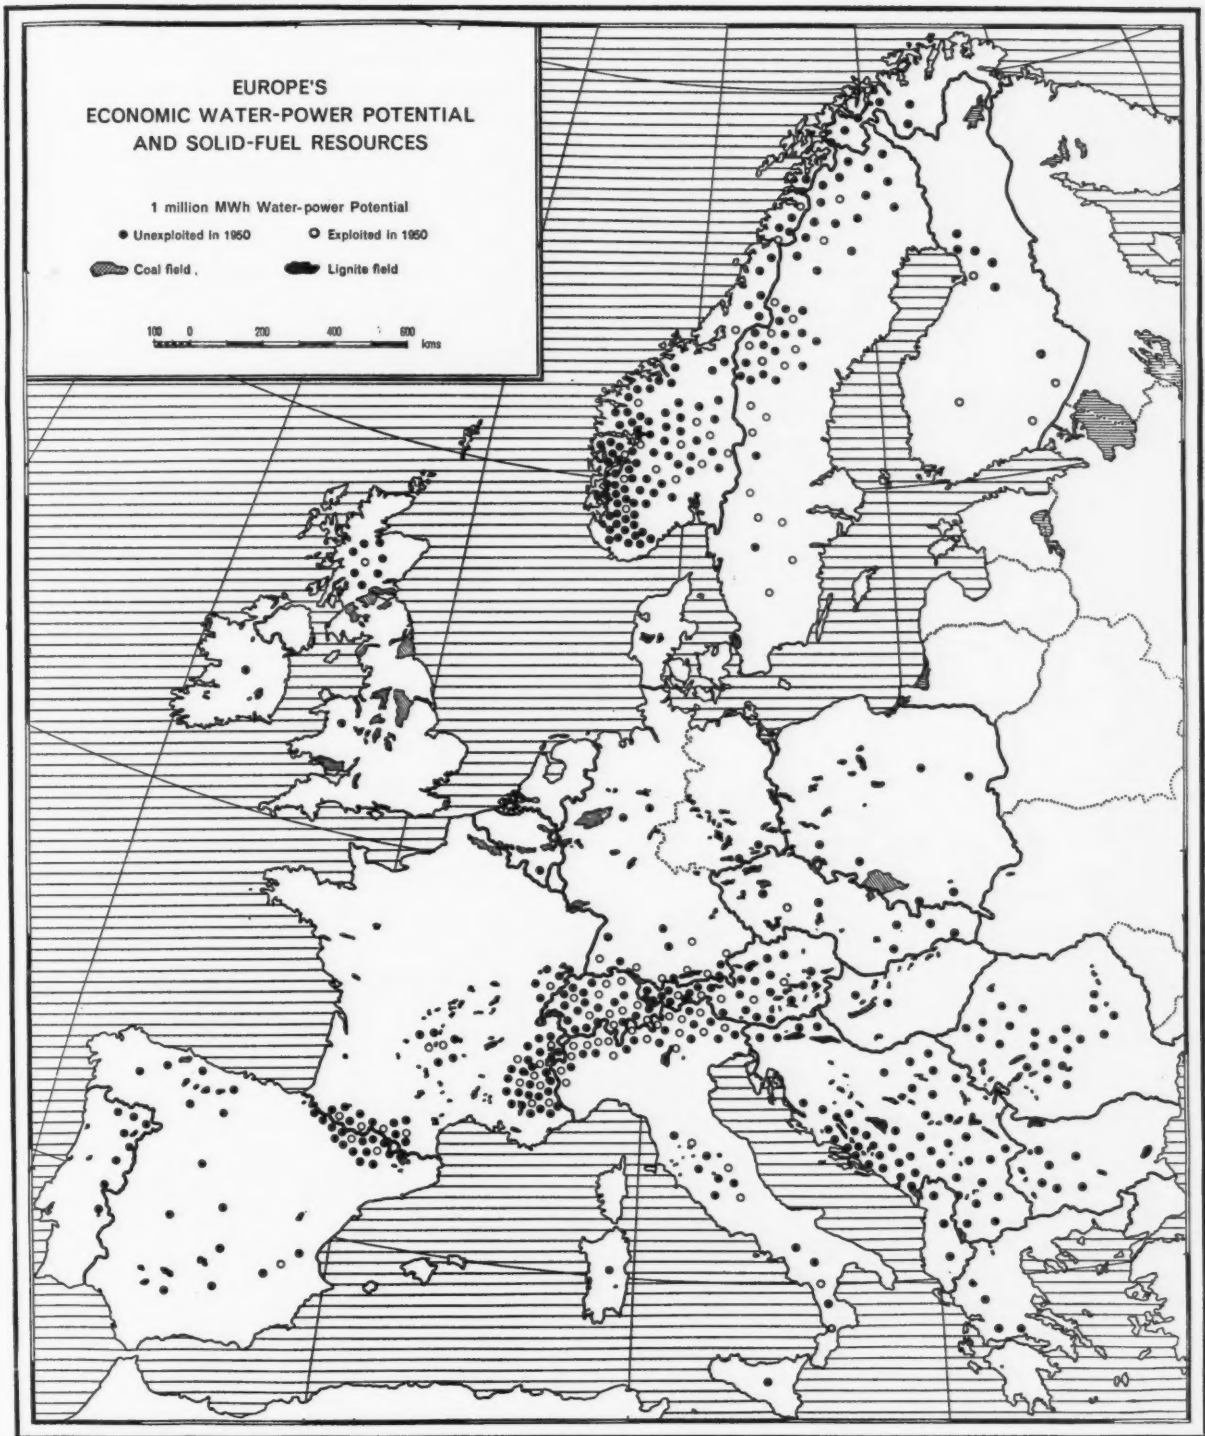 EUROPE'S
ECONOMIC WATER-POWER POTENTIAL
AND SOLID-FUEL RESOURCES
1 million MWh Water-power Potential
Unexploited in 1950 Exploited in 1950
Coal field. Lignite field
100 0 200 400 600
kms